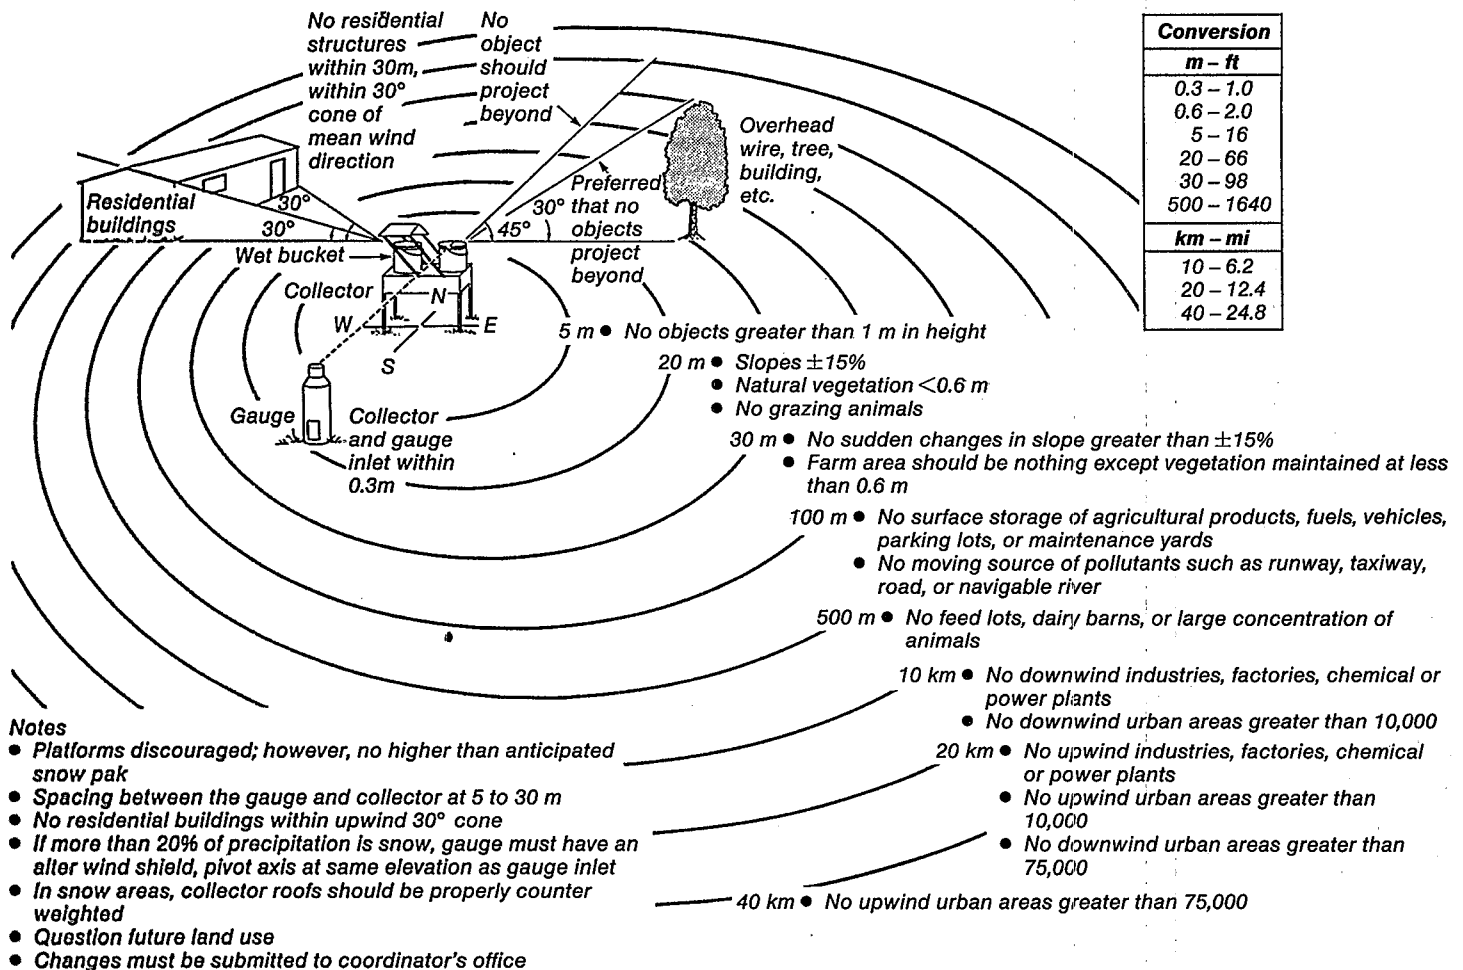 No residential
structures
within 30m,
within 30°
cone of
mean wind
direction
No
object
should
project
beyond
Overhead
wire, tree,
building,
etc.
Preferred
that no
objects
project
beyond
30°
45°
Residential
buildings
30°
30°
Wet bucket
Collector
N
W
E
S
Gauge
Collector
and gauge
inlet within
0.3m
Conversion
m – ft
0.3 – 1.0
0.6 – 2.0
5 – 16
20 – 66
30 – 98
500 – 1640
km – mi
10 – 6.2
20 – 12.4
40 – 24.8
5 m ● No objects greater than 1 m in height
20 m ● Slopes ±15%
● Natural vegetation <0.6 m
● No grazing animals
30 m ● No sudden changes in slope greater than ±15%
● Farm area should be nothing except vegetation maintained at less
than 0.6 m
100 m ● No surface storage of agricultural products, fuels, vehicles,
parking lots, or maintenance yards
● No moving source of pollutants such as runway, taxiway,
road, or navigable river
500 m ● No feed lots, dairy barns, or large concentration of
animals
10 km ● No downwind industries, factories, chemical or
power plants
● No downwind urban areas greater than 10,000
20 km ● No upwind industries, factories, chemical
or power plants
● No upwind urban areas greater than
10,000
● No downwind urban areas greater than
75,000
40 km ● No upwind urban areas greater than 75,000
Notes
● Platforms discouraged; however, no higher than anticipated
snow pak
● Spacing between the gauge and collector at 5 to 30 m
● No residential buildings within upwind 30° cone
● If more than 20% of precipitation is snow, gauge must have an
alter wind shield, pivot axis at same elevation as gauge inlet
● In snow areas, collector roofs should be properly counter
weighted
● Question future land use
● Changes must be submitted to coordinator's office